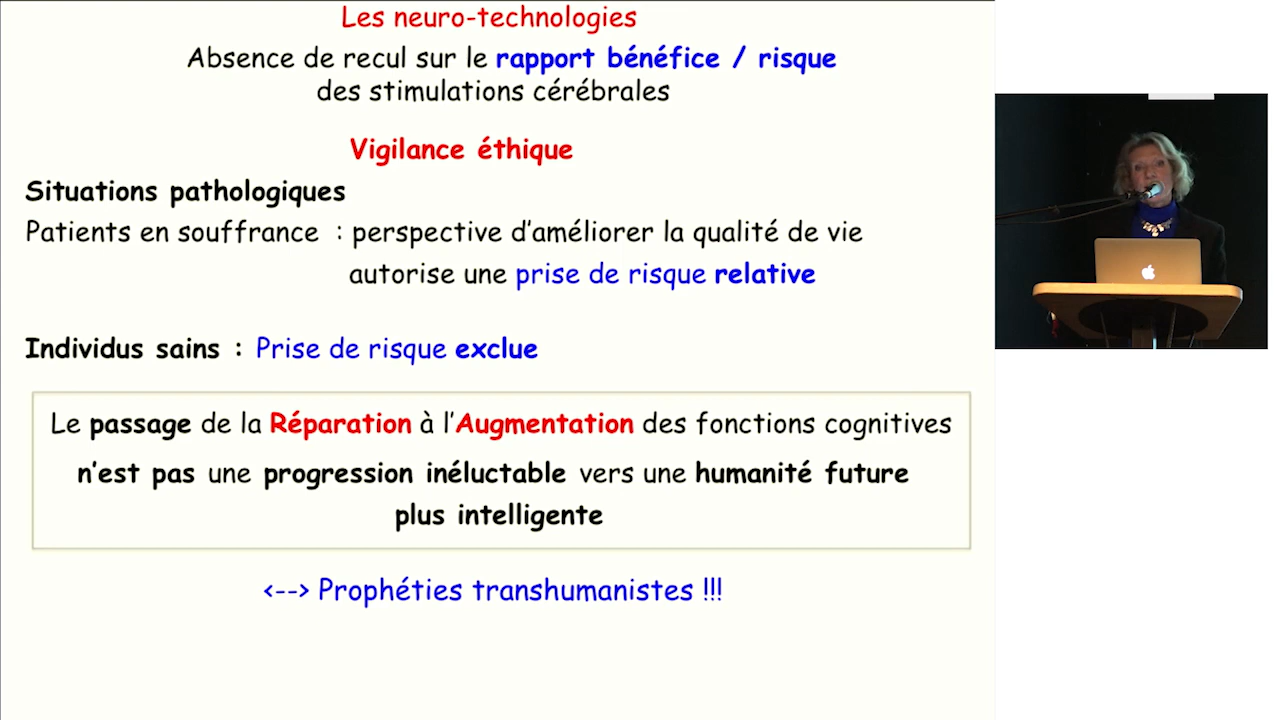 Les neuro-technologies
Absence de recul sur le rapport bénéfice / risque
des stimulations cérébrales
Vigilance éthique
Situations pathologiques
Patients en souffrance : perspective d'améliorer la qualité de vie
autorise une prise de risque relative
Individus sains : Prise de risque exclue
Le passage de la Réparation à l'Augmentation des fonctions cognitives
n'est pas une progression inéluctable vers une humanité future
plus intelligente
<--> Prophéties transhumanistes !!!